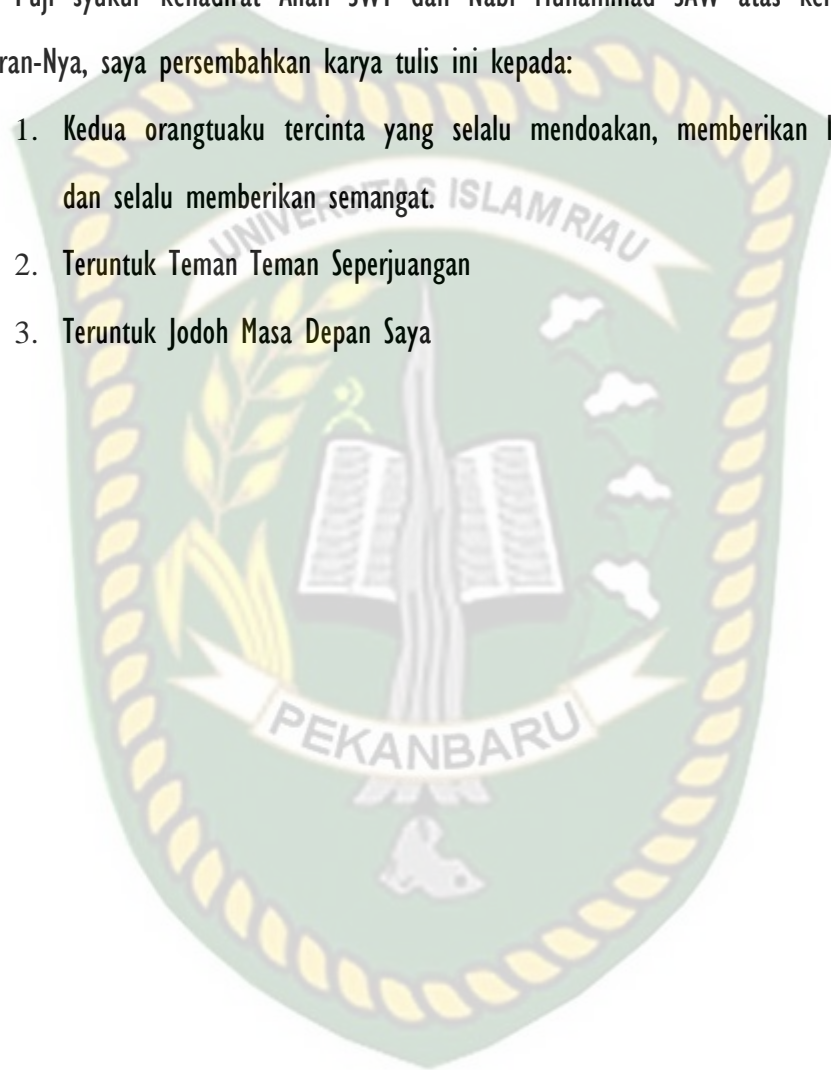 Puji syukur kehadirat Allah SWT dan Nabi Muhammad SAW atas
ran-Nya, saya persembahkan karya tulis ini kepada:
1. Kedua orangtuaku tercinta yang selalu mendoakan, memberikan
dan selalu memberikan semangat.
UNIVERSITAS ISLAM RIAU
2. Teruntuk Teman Teman Seperjuangan
3. Teruntuk Jodoh Masa Depan Saya
PEKANBARU